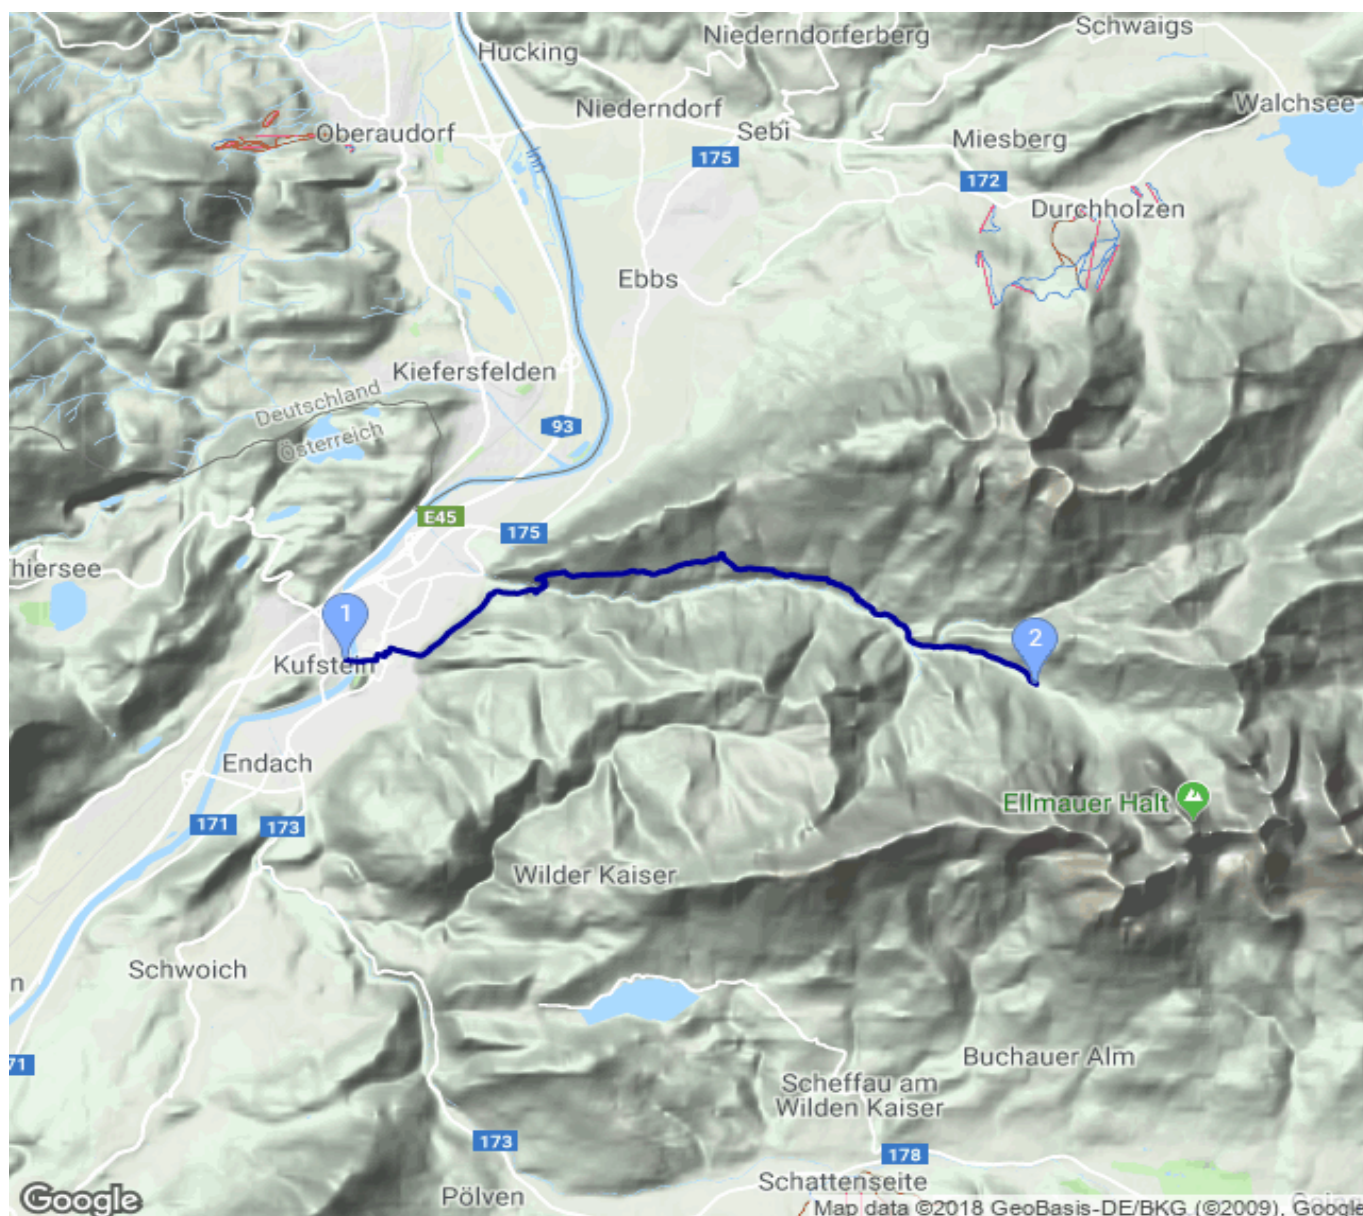 Schwaigs
Niederndorferberg
Hucking
Walchsee
Niederndorf
Oberaudorf
Sebi
Miesberg
Inn
175
172
Durchholzen
Ebbs
Kiefersfelden
Deutschland
Österreich
93
E45
175
hiersee
1
2
Kufstein
Endach
171
173
Ellmauer Halt
Wilder Kaiser
Schwoich
n
71
Buchauer Alm
Scheffau am
Wilden Kaiser
173
178
Schattenseite
Pölven
Google
Map data ©2018 GeoBasis-DE/BKG (©2009), Google